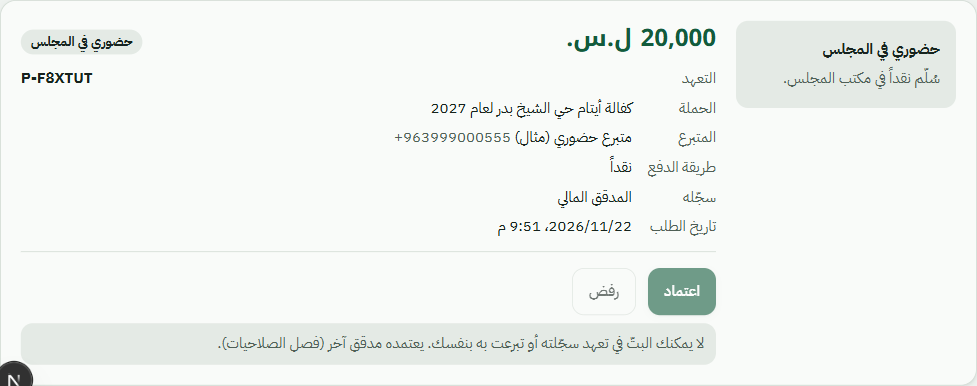 حضوري في المجلس
سُلّم نقداً في مكتب المجلس.
20,000 ل.س.
حضوري في المجلس
التعهد P-F8XTUT
الحملة كفالة أيتام حي الشيخ بدر لعام 2027
المتبرع متبرع حضوري (مثال) +963999000555
طريقة الدفع نقداً
سجّله المدقق المالي
تاريخ الطلب 2026/11/22، 9:51 م
اعتماد
رفض
لا يمكنك البتّ في تعهد سجّلته أو تبرعت به بنفسك. يعتمده مدقق آخر (فصل الصلاحيات).
N